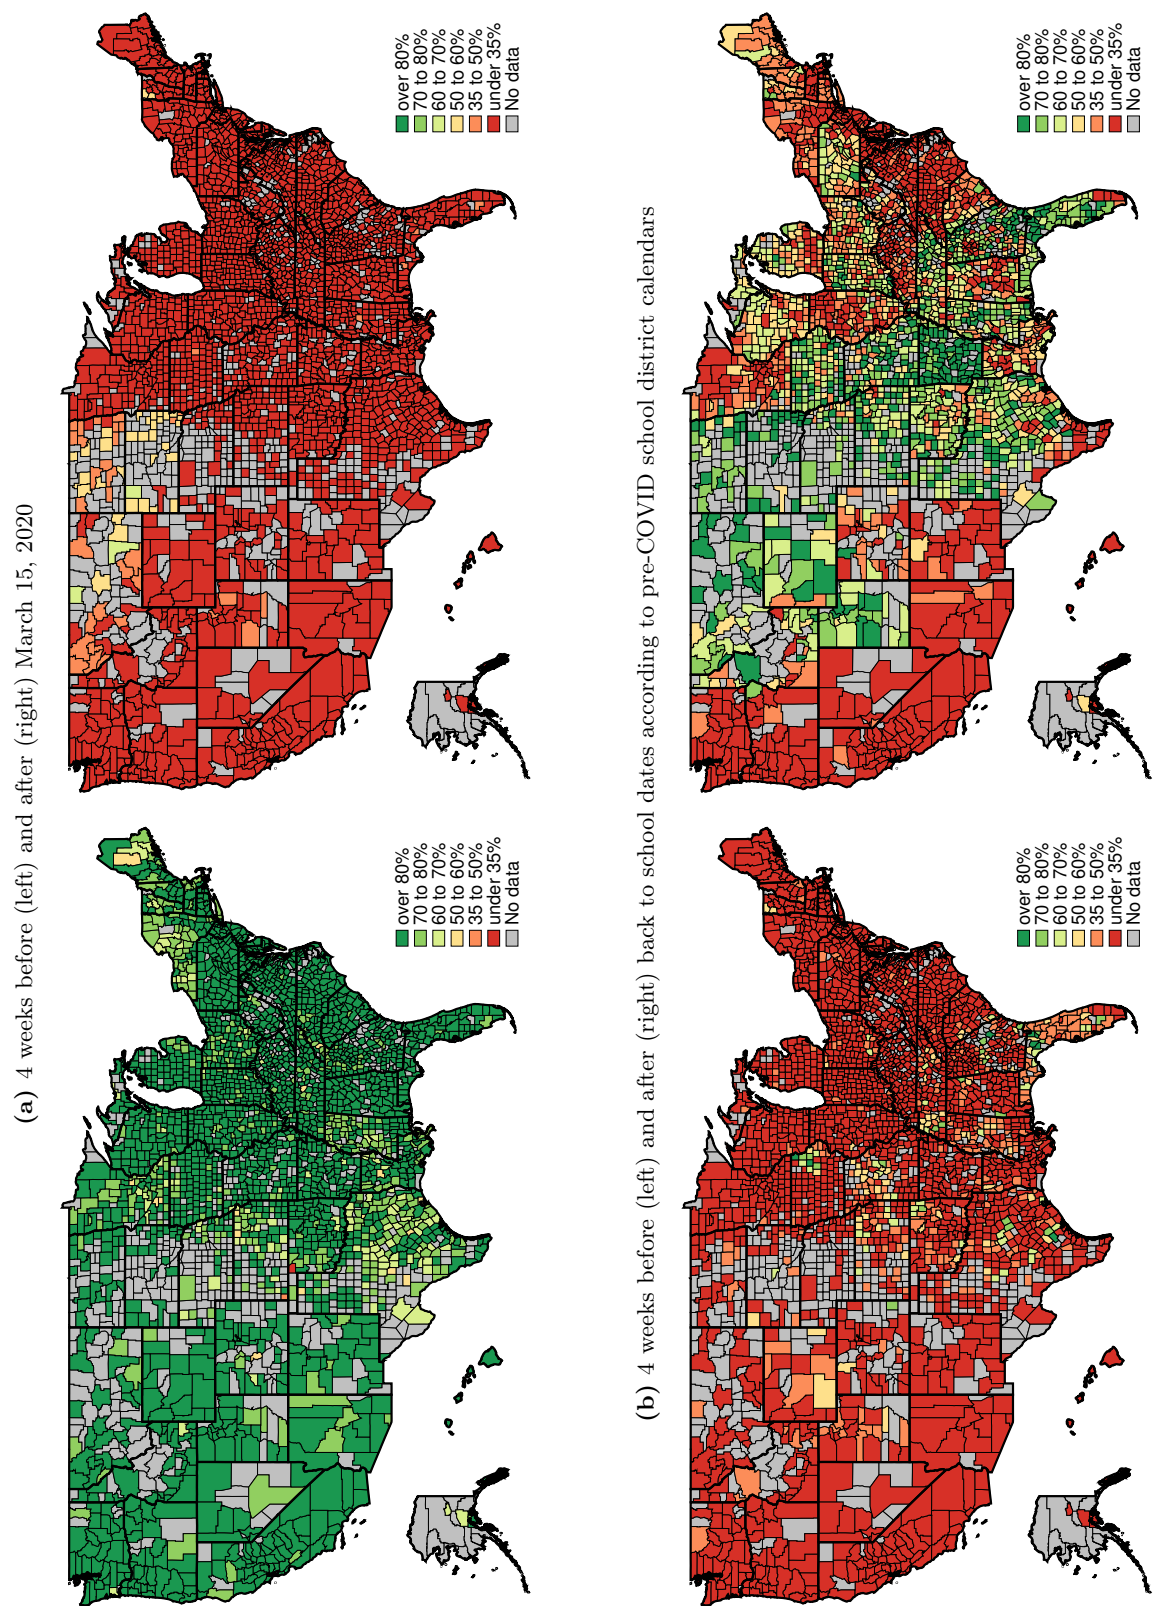 (a) 4 weeks before (left) and after (right) March 15, 2020
over 80%
70 to 80%
60 to 70%
50 to 60%
35 to 50%
under 35%
No data
over 80%
70 to 80%
60 to 70%
50 to 60%
35 to 50%
under 35%
No data
(b) 4 weeks before (left) and after (right) back to school dates according to pre-COVID school district calendars
over 80%
70 to 80%
60 to 70%
50 to 60%
35 to 50%
under 35%
No data
over 80%
70 to 80%
60 to 70%
50 to 60%
35 to 50%
under 35%
No data